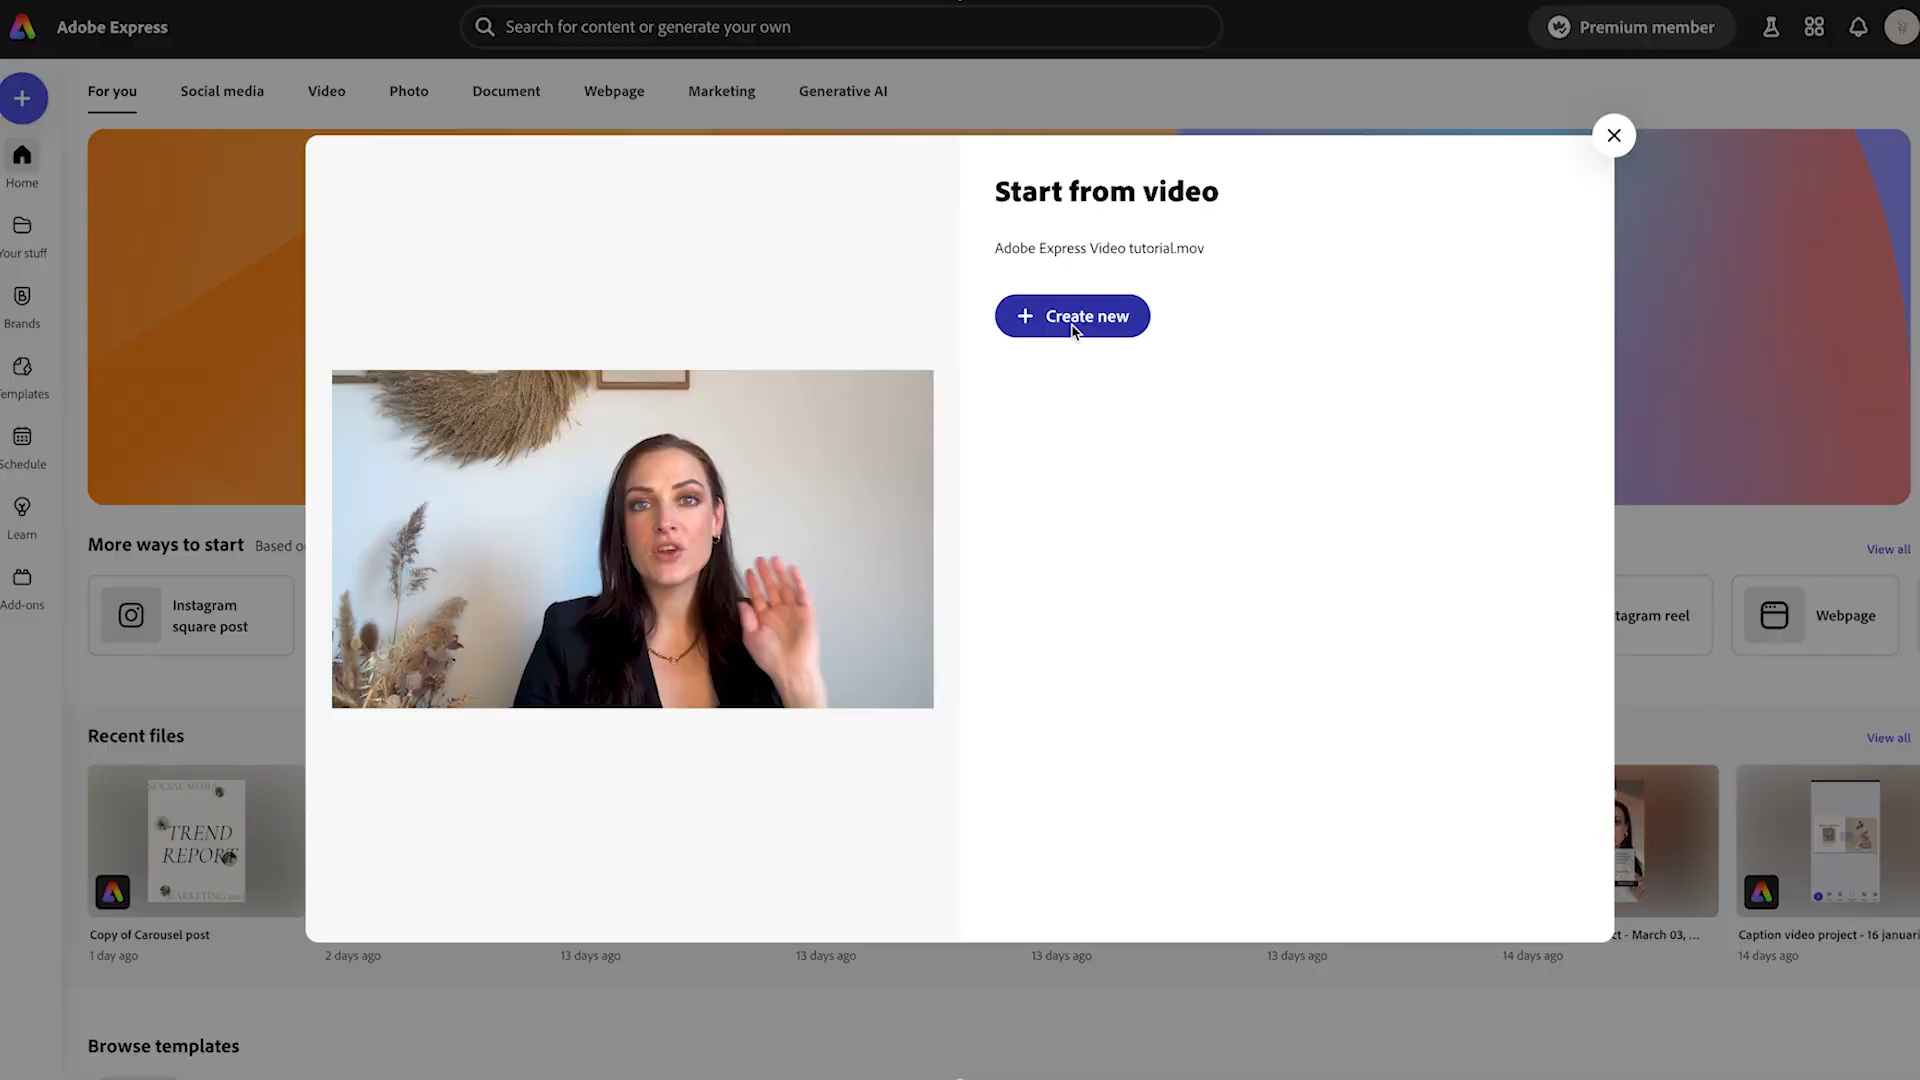 Adobe Express
Search for content or generate your own
Premium member
For you
Social media
Video
Photo
Document
Webpage
Marketing
Generative AI
Start from video
Adobe Express Video tutorial.mov
+ Create new
Home
Your stuff
Brands
Templates
Schedule
Learn
Add-ons
More ways to start
Based o
View all
Instagram
square post
tagram reel
Webpage
Recent files
View all
SOCIAL MEDIA
TREND
REPORT
MARKETING
Copy of Carousel post
1 day ago
2 days ago
13 days ago
13 days ago
13 days ago
13 days ago
ct - March 03, ...
14 days ago
Caption video project - 16 januari
14 days ago
Browse templates